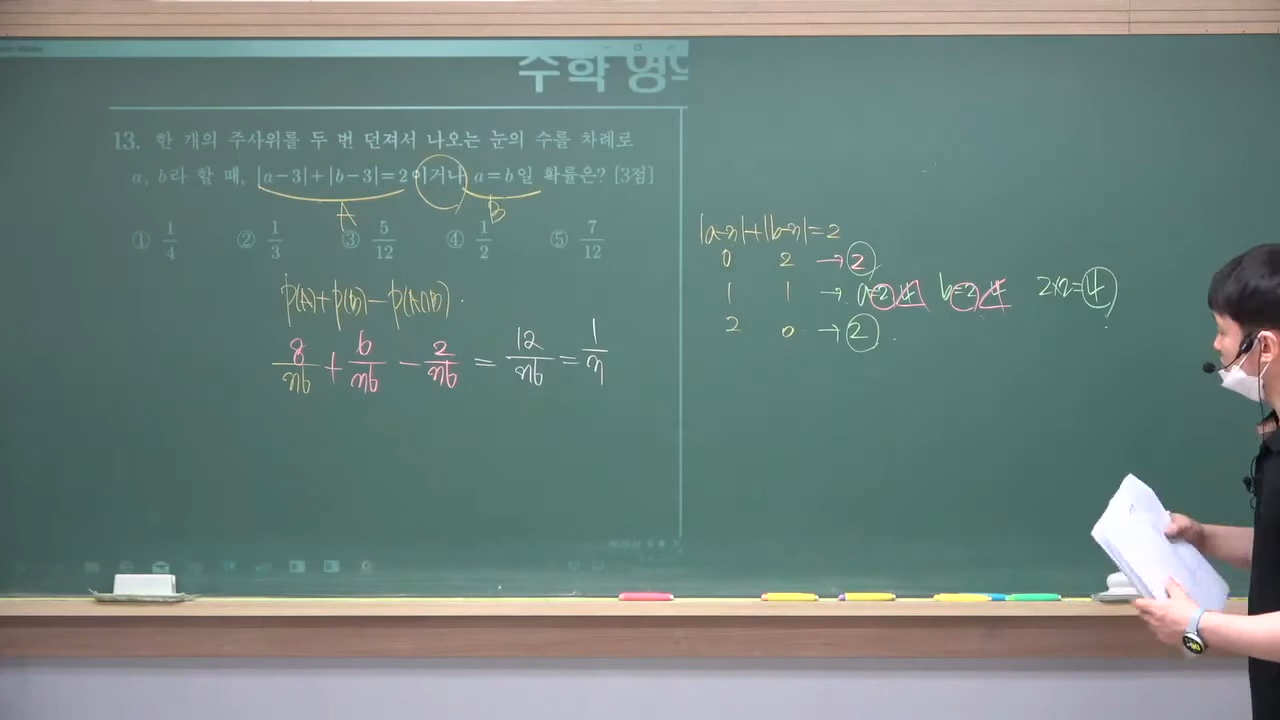 수학 영역
13. 한 개의 주사위를 두 번 던져서 나오는 눈의 수를 차례로
a, b라 할 때, |a-3|+|b-3|=2 이거나 a=b일 확률은? [3점]
A B
① 1/4 ② 1/3 ③ 5/12 ④ 1/2 ⑤ 7/12
P(A)+P(B)-P(A∩B).
8/36 + 6/36 - 2/36 = 12/36 = 1/3
|a-3|+|b-3|=2
0 2 → 2
1 1 → a=2, 4 b=2, 4 2×2=4
2 0 → 2